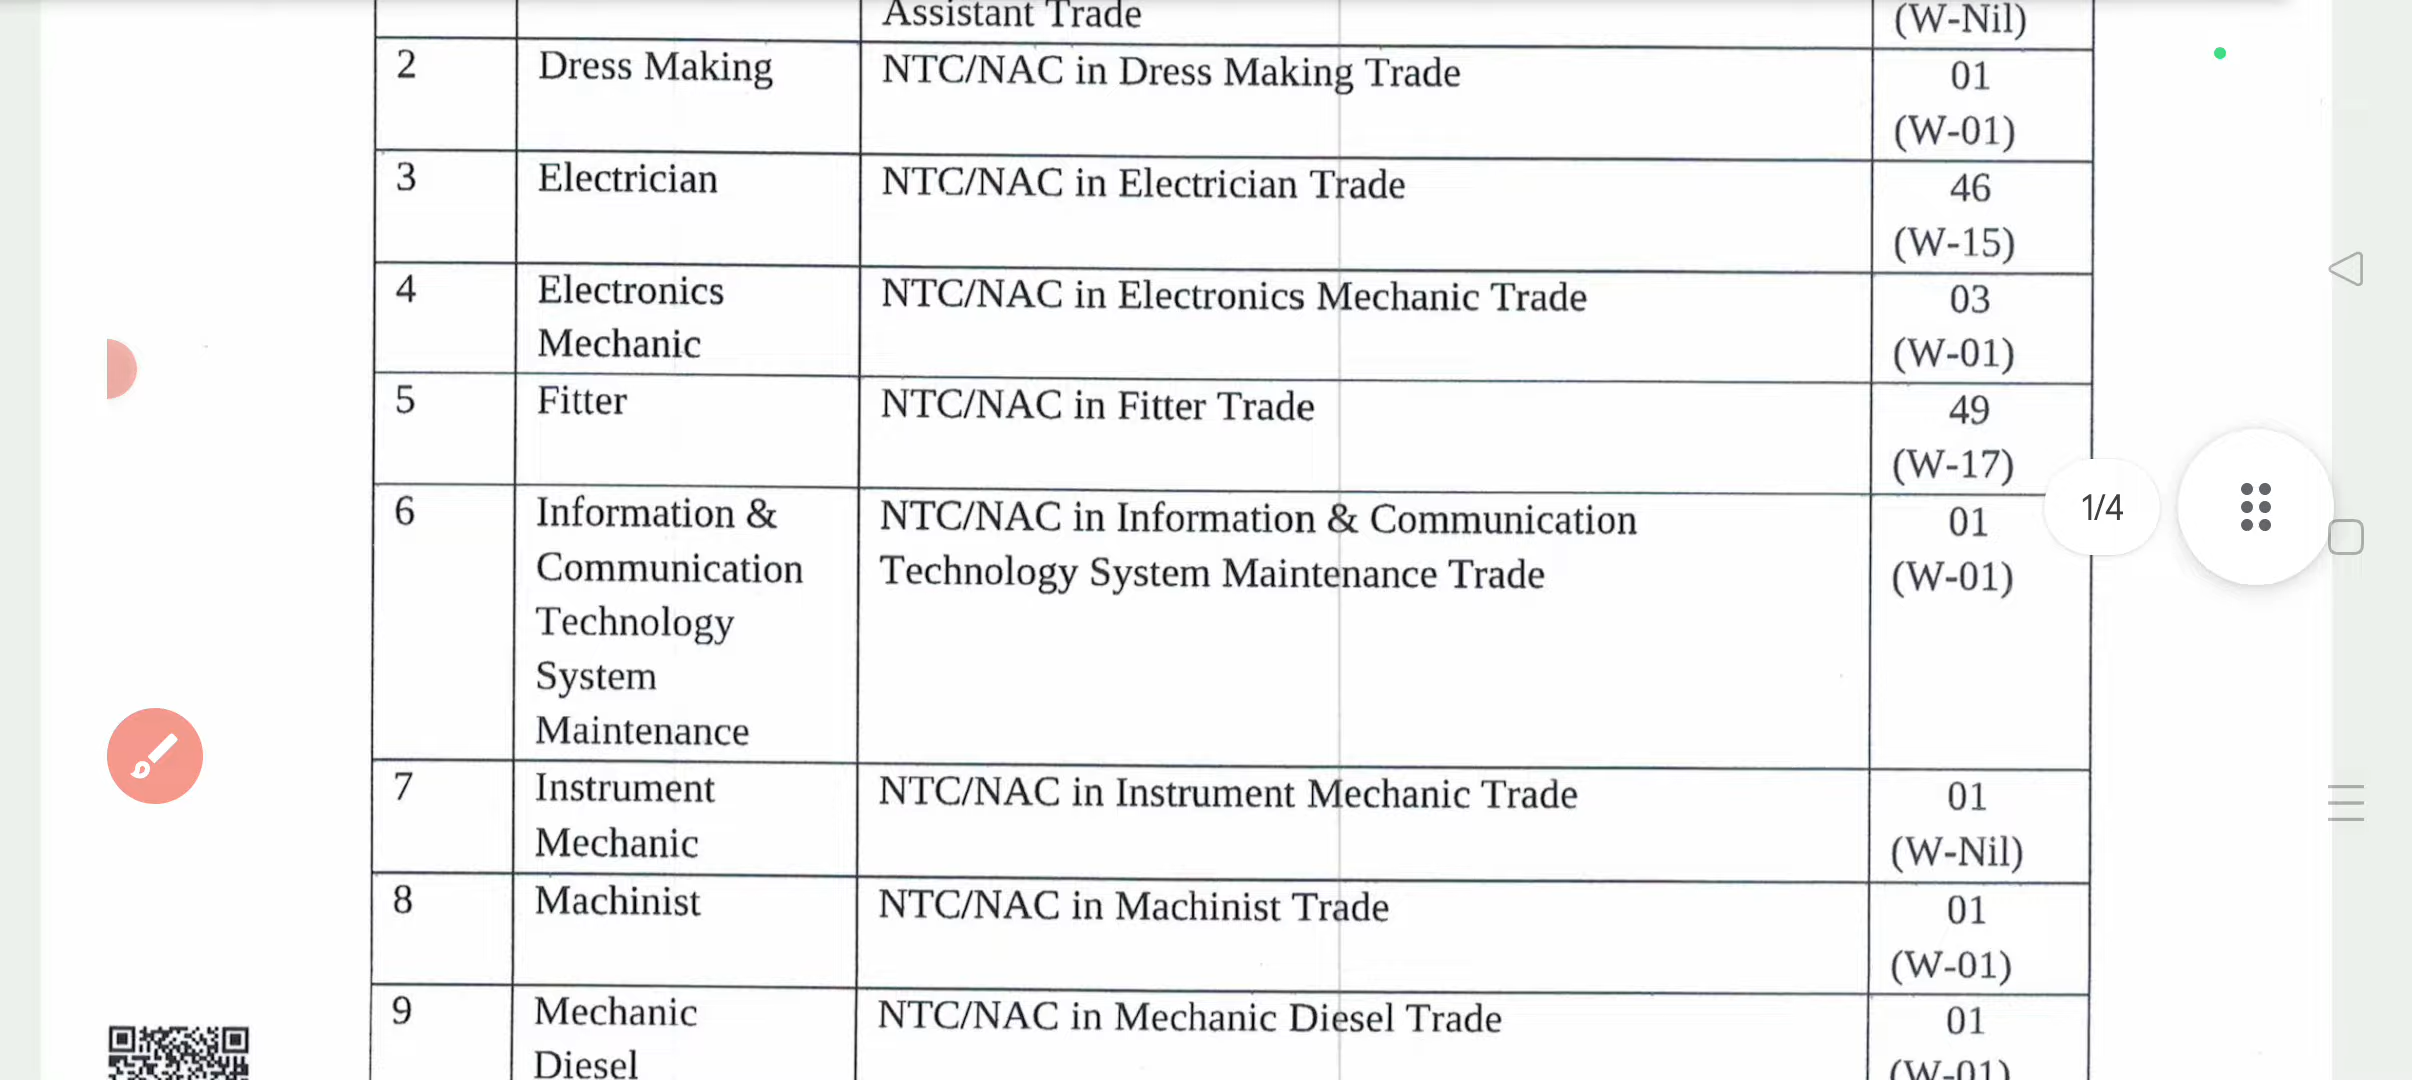 Assistant Trade (W-Nil)
2 Dress Making NTC/NAC in Dress Making Trade 01
(W-01)
3 Electrician NTC/NAC in Electrician Trade 46
(W-15)
4 Electronics NTC/NAC in Electronics Mechanic Trade 03
Mechanic (W-01)
5 Fitter NTC/NAC in Fitter Trade 49
(W-17)
6 Information & NTC/NAC in Information & Communication 01
Communication Technology System Maintenance Trade (W-01)
Technology
System
Maintenance
7 Instrument NTC/NAC in Instrument Mechanic Trade 01
Mechanic (W-Nil)
8 Machinist NTC/NAC in Machinist Trade 01
(W-01)
9 Mechanic NTC/NAC in Mechanic Diesel Trade 01
Diesel (W-01)
1/4